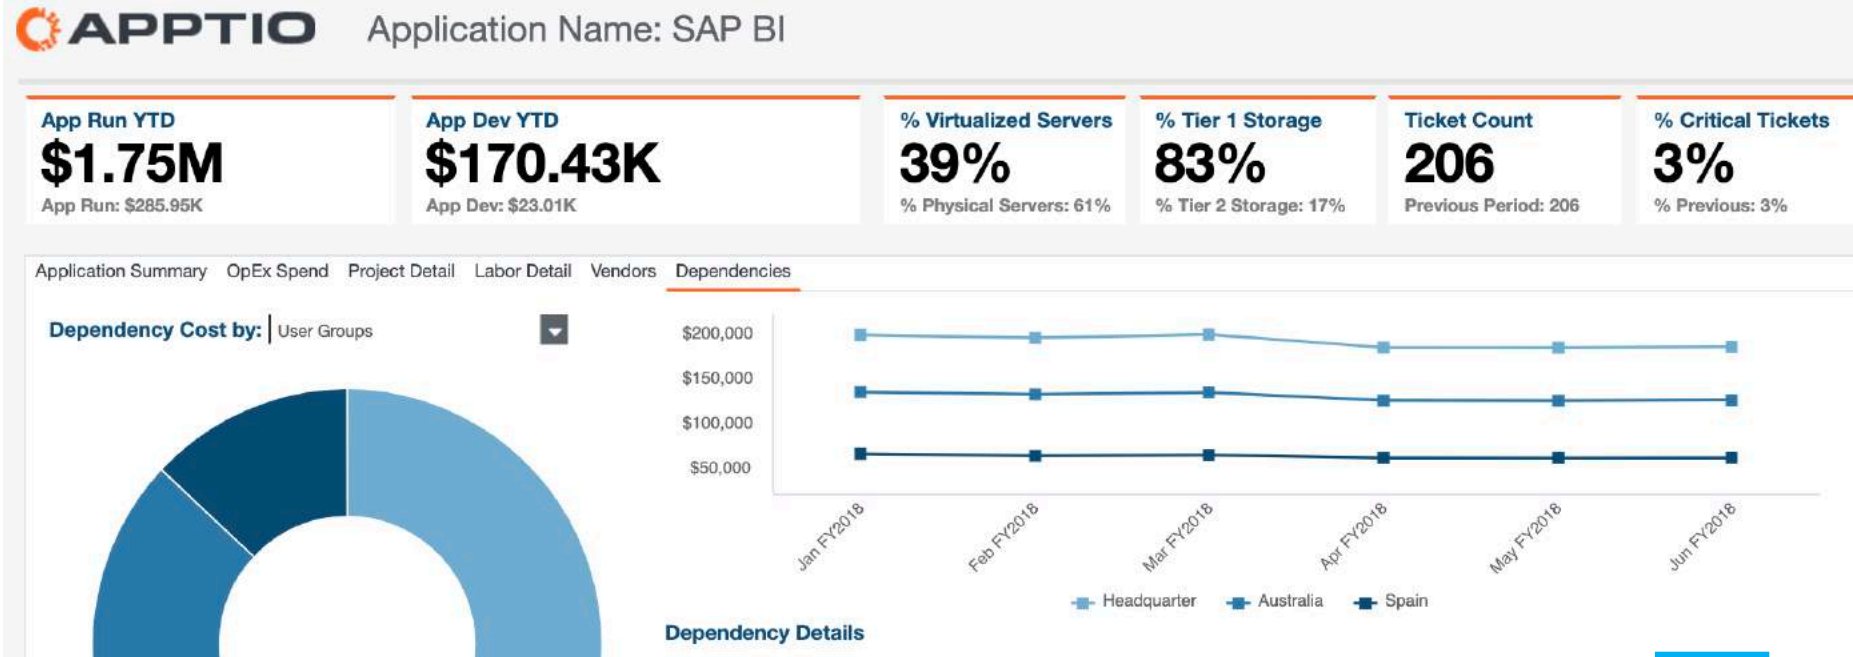 APPTIO Application Name: SAP BI
App Run YTD
$1.75M
App Run: $285.95K
App Dev YTD
$170.43K
App Dev: $23.01K
% Virtualized Servers
39%
% Physical Servers: 61%
% Tier 1 Storage
83%
% Tier 2 Storage: 17%
Ticket Count
206
Previous Period: 206
% Critical Tickets
3%
% Previous: 3%
Application Summary OpEx Spend Project Detail Labor Detail Vendors Dependencies
Dependency Cost by: User Groups
$200,000
$150,000
$100,000
$50,000
Jan FY2018
Feb FY2018
Mar FY2018
Apr FY2018
May FY2018
Jun FY2018
Headquarter Australia Spain
Dependency Details